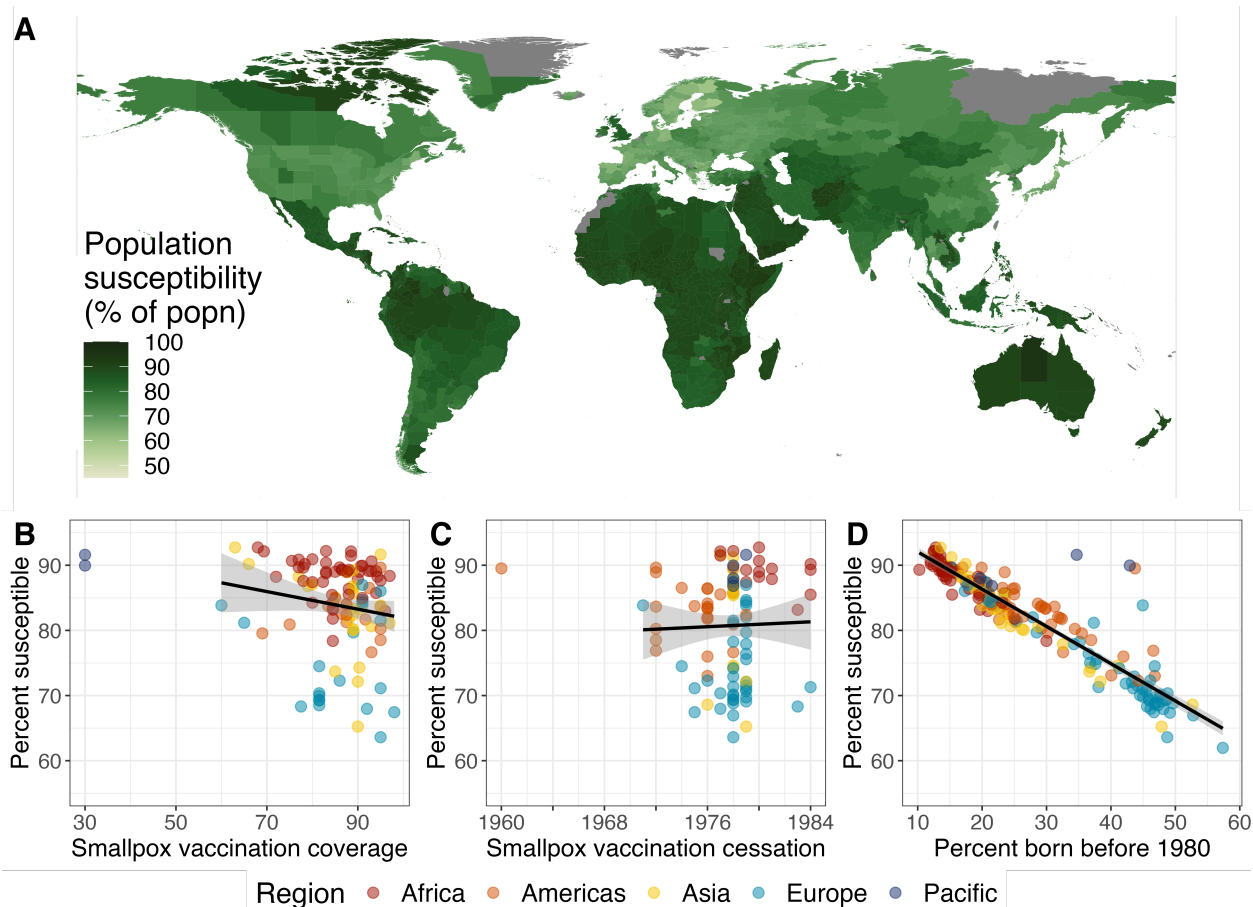 A
Population
susceptibility
(% of popn)
100
90
80
70
60
50
B
Percent susceptible
90
80
70
60
30
50
70
90
Smallpox vaccination coverage
C
Percent susceptible
90
80
70
60
1960
1968
1976
1984
Smallpox vaccination cessation
D
Percent susceptible
90
80
70
60
10
20
30
40
50
60
Percent born before 1980
Region
Africa
Americas
Asia
Europe
Pacific